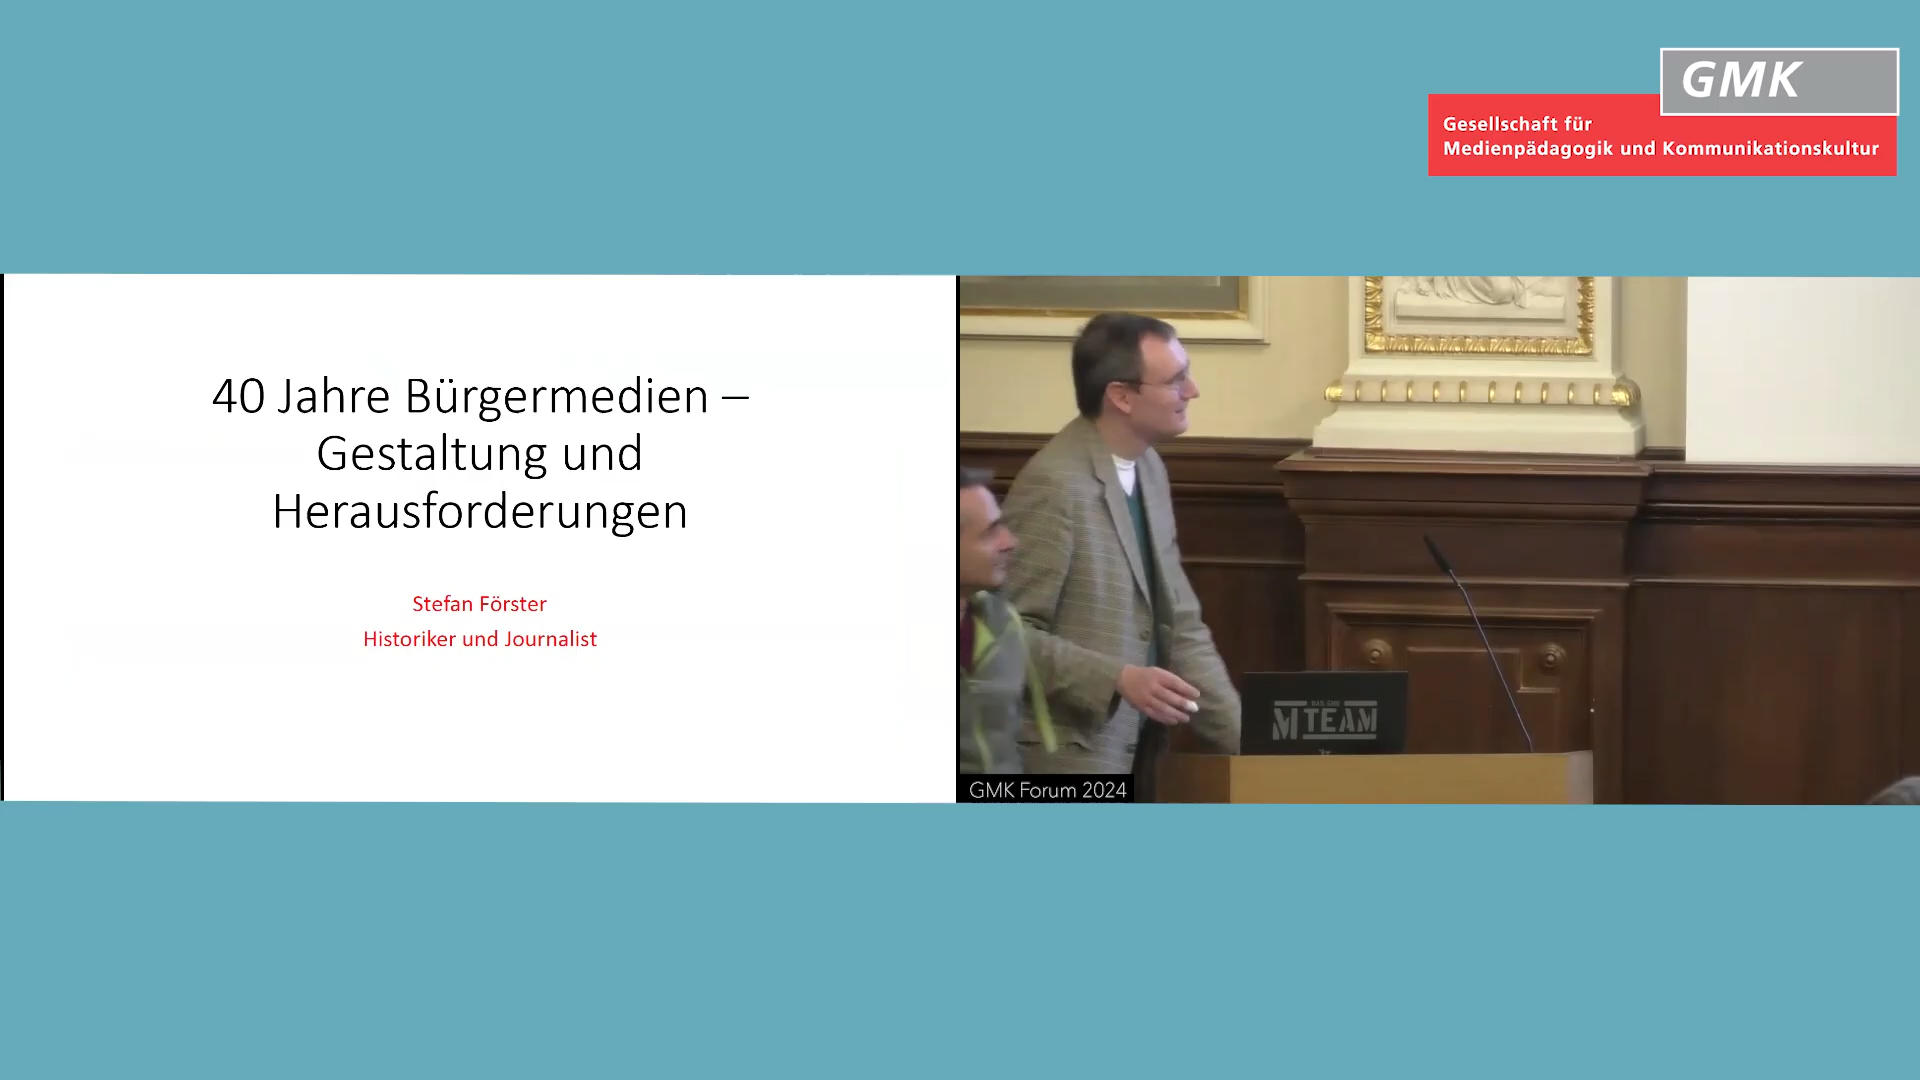 GMK
Gesellschaft für
Medienpädagogik und Kommunikationskultur
40 Jahre Bürgermedien –
Gestaltung und
Herausforderungen
Stefan Förster
Historiker und Journalist
TEAM
GMK Forum 2024